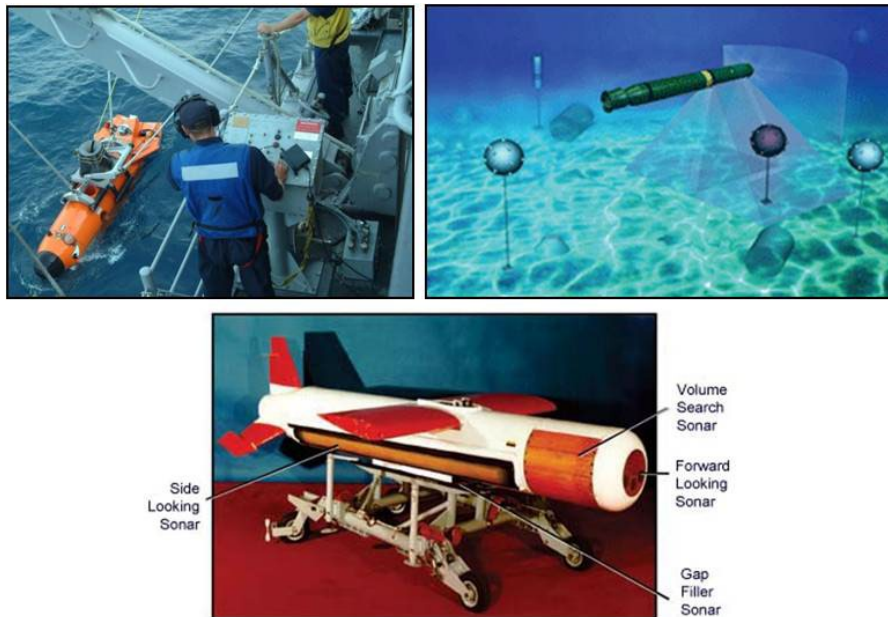 Volume
Search
Sonar
Forward
Looking
Sonar
Side
Looking
Sonar
Gap
Filler
Sonar